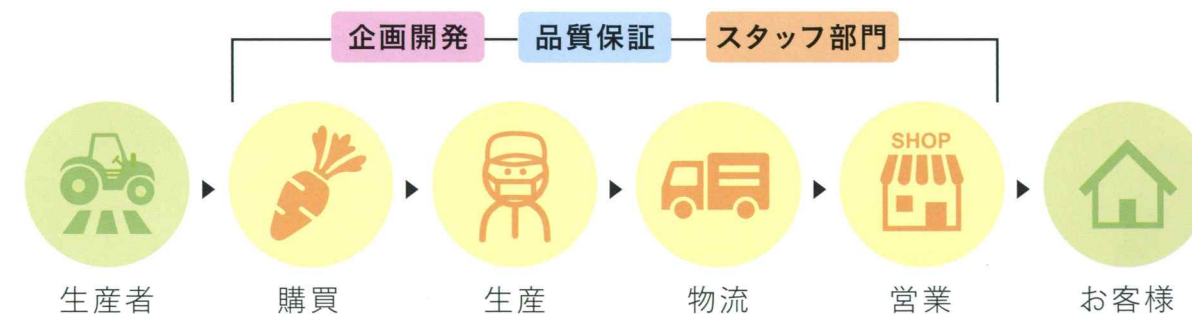 企画開発 品質保証 スタッフ部門
SHOP
生産者 購買 生産 物流 営業 お客様